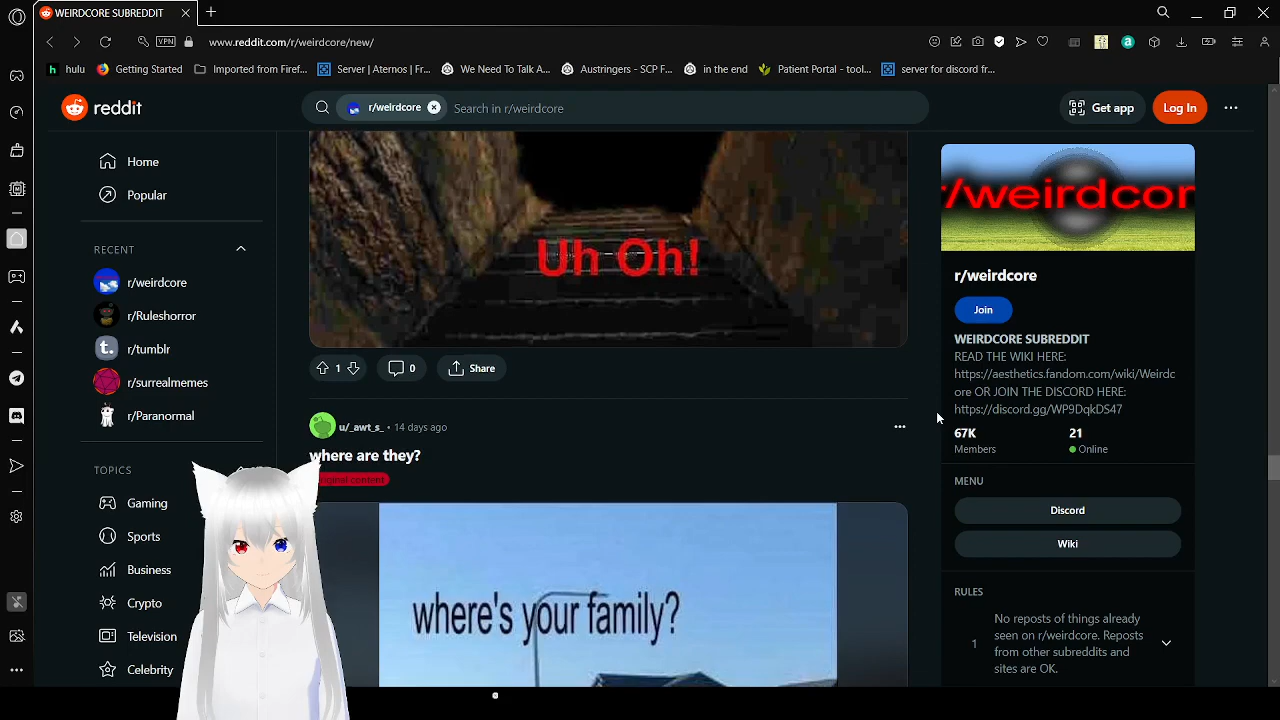 WEIRDCORE SUBREDDIT
VPN
www.reddit.com/r/weirdcore/new/
h hulu
Getting Started
Imported from Firef...
Server | Aternos | Fr...
We Need To Talk A...
Austringers - SCP F...
in the end
Patient Portal - tool...
server for discord fr...
reddit
r/weirdcore
Search in r/weirdcore
Get app
Log In
Home
Popular
RECENT
r/weirdcore
r/Ruleshorror
t. r/tumblr
r/surrealmemes
r/Paranormal
TOPICS
Gaming
Sports
Business
Crypto
Television
Celebrity
Uh Oh!
1
0
Share
u/_awt_s_ • 14 days ago
where are they?
original content
where's your family?
r/weirdcor
r/weirdcore
Join
WEIRDCORE SUBREDDIT
READ THE WIKI HERE:
https://aesthetics.fandom.com/wiki/Weirdc
ore OR JOIN THE DISCORD HERE:
https://discord.gg/WP9DqkDS47
67K
21
Members
Online
MENU
Discord
Wiki
RULES
1
No reposts of things already
seen on r/weirdcore. Reposts
from other subreddits and
sites are OK.